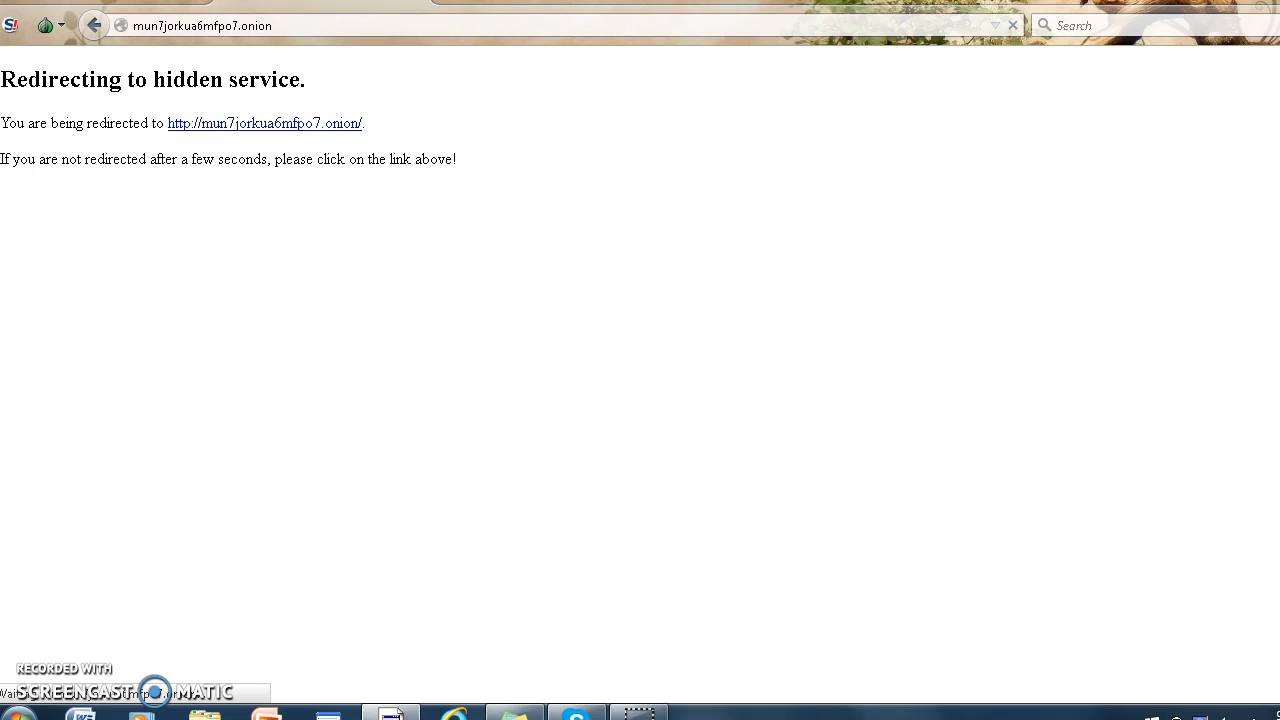 mun7jorkua6mfpo7.onion
Search
Redirecting to hidden service.
You are being redirected to http://mun7jorkua6mfpo7.onion/.
If you are not redirected after a few seconds, please click on the link above!
RECORDED WITH
SCREENCAST MATIC